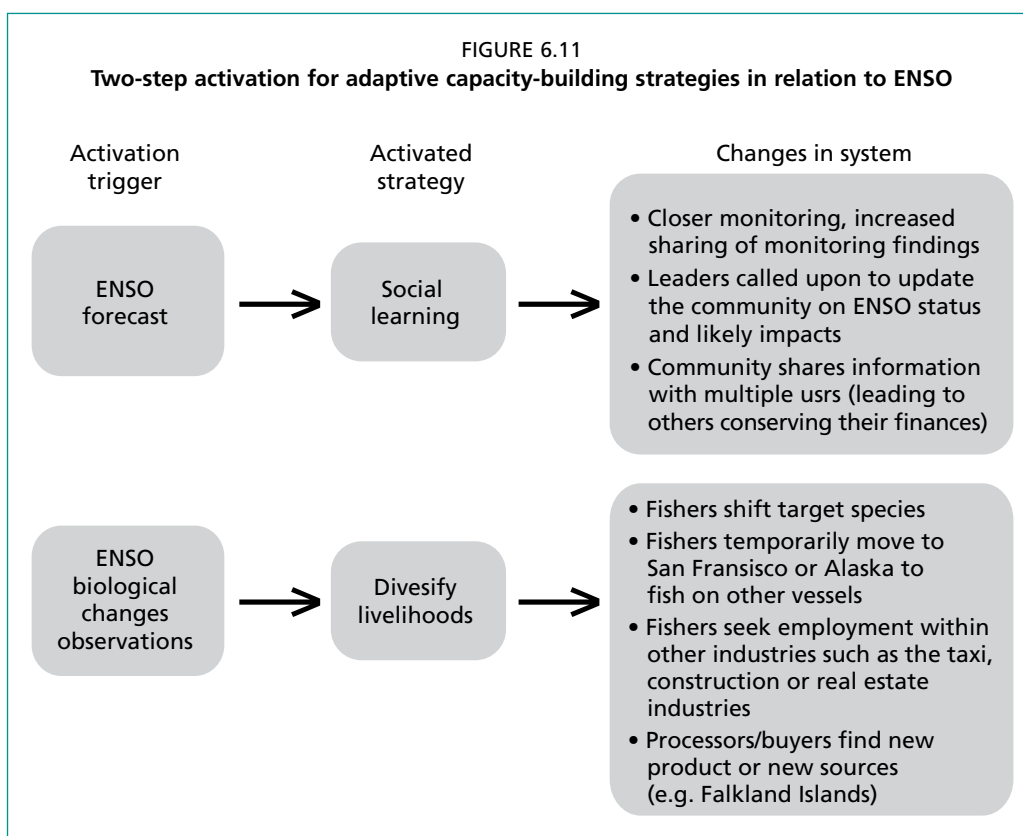 FIGURE 6.11
Two-step activation for adaptive capacity-building strategies in relation to ENSO
Activation
trigger
Activated
strategy
Changes in system
ENSO
forecast
Social
learning
• Closer monitoring, increased
sharing of monitoring findings
• Leaders called upon to update
the community on ENSO status
and likely impacts
• Community shares information
with multiple usrs (leading to
others conserving their finances)
ENSO
biological
changes
observations
Divesify
livelihoods
• Fishers shift target species
• Fishers temporarily move to
San Fransisco or Alaska to
fish on other vessels
• Fishers seek employment within
other industries such as the taxi,
construction or real estate
industries
• Processors/buyers find new
product or new sources
(e.g. Falkland Islands)